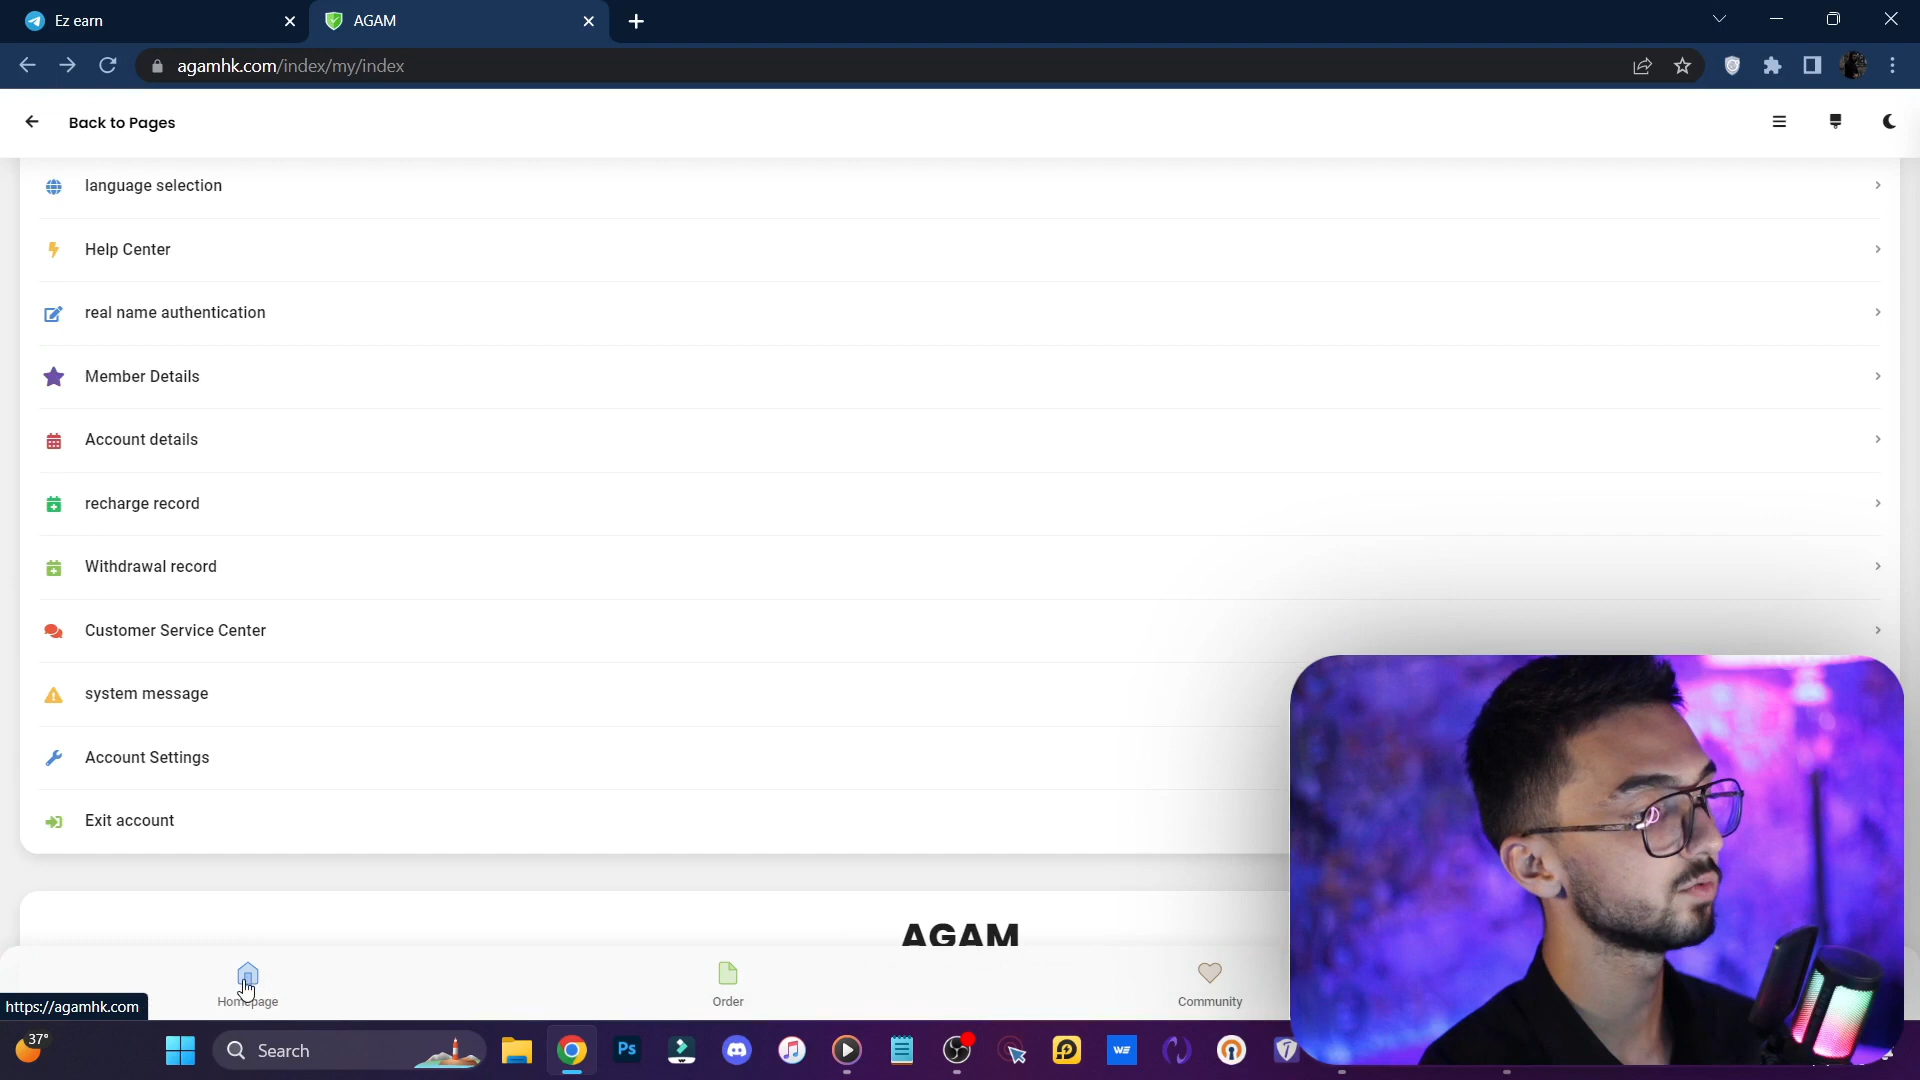 Ez earn
AGAM
agamhk.com/index/my/index
Back to Pages
language selection
Help Center
real name authentication
Member Details
Account details
recharge record
Withdrawal record
Customer Service Center
system message
Account Settings
Exit account
AGAM
Homepage
Order
Community
https://agamhk.com
37°
Search
Ps